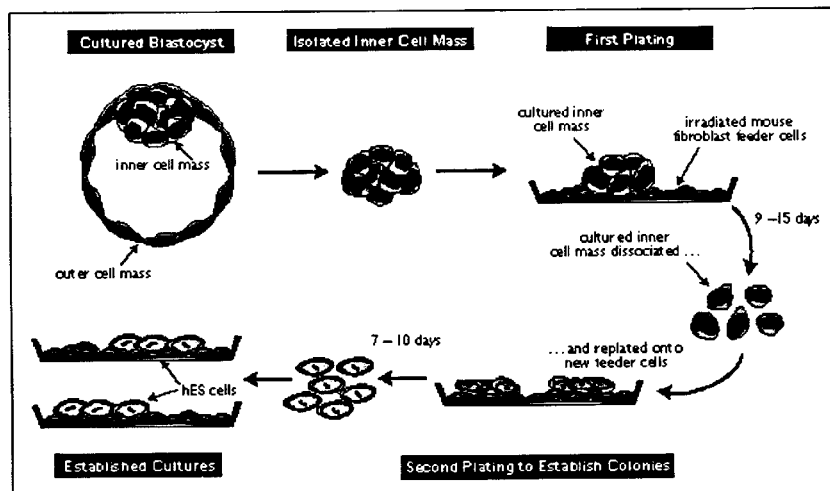 Cultured Blastocyst
Isolated Inner Cell Mass
First Plating
inner cell mass
outer cell mass
cultured inner
cell mass
irradiated mouse
fibroblast feeder cells
9 –15 days
cultured inner
cell mass dissociated ...
... and replated onto
new feeder cells
7 – 10 days
hES cells
Established Cultures
Second Plating to Establish Colonies